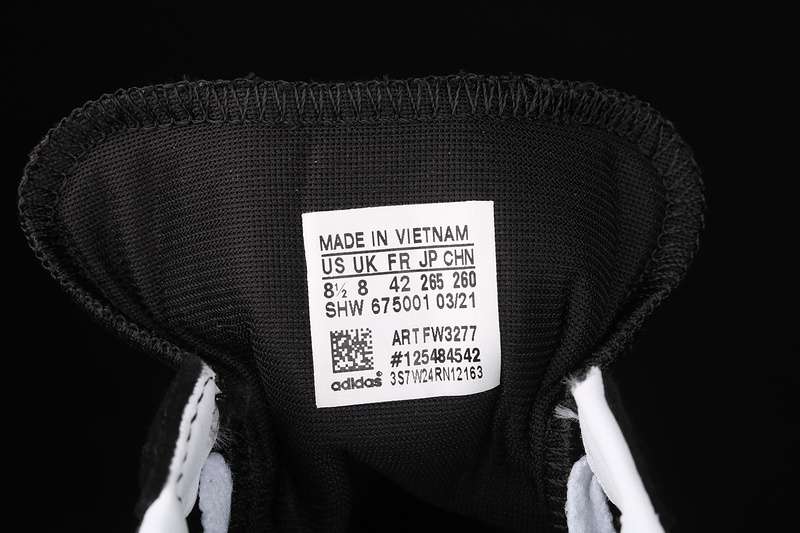 MADE IN VIETNAM
US UK FR JP CHN
8½ 8 42 265 260
SHW 675001 03/21
ART FW3277
#125484542
adidas® 3S7W24RN12163